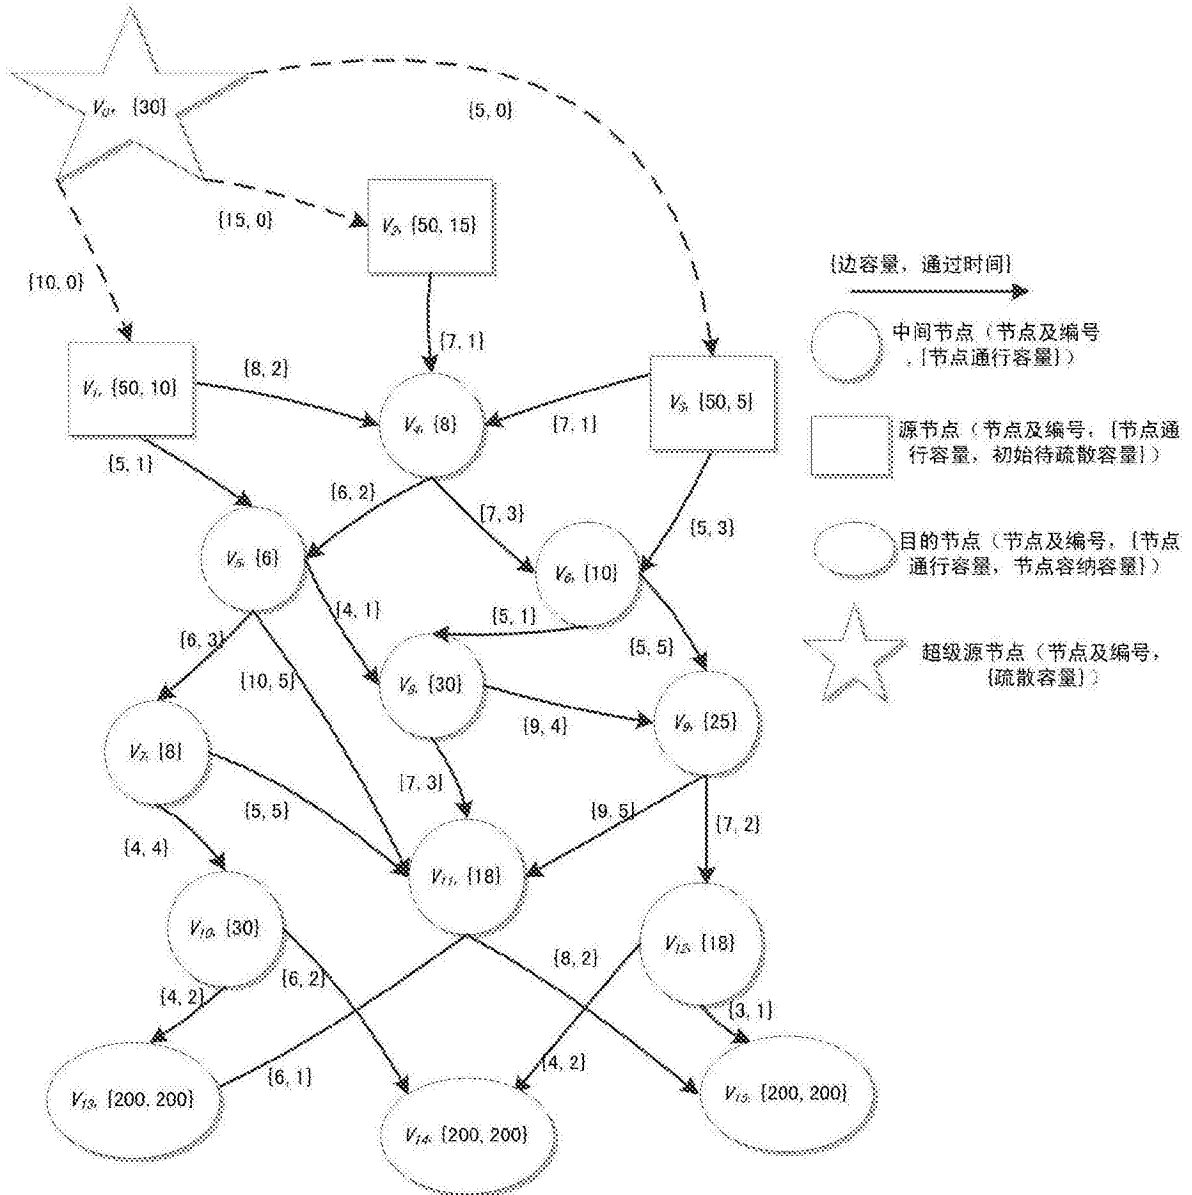 V₀, {30}
{5, 0}
{15, 0}
V₂, {50, 15}
{10, 0}
{7, 1}
V₁, {50, 10}
{8, 2}
V₄, {8}
{7, 1}
V₃, {50, 5}
{5, 1}
{6, 2}
{7, 3}
{5, 3}
V₅, {6}
V₆, {10}
{4, 1}
{5, 1}
{6, 3}
{5, 5}
{10, 5}
V₈, {30}
{9, 4}
V₉, {25}
V₇, {8}
{5, 5}
{7, 3}
{9, 5}
{7, 2}
{4, 4}
V₁₁, {18}
V₁₀, {30}
V₁₂, {18}
{4, 2}
{6, 2}
{8, 2}
{3, 1}
{6, 1}
{4, 2}
V₁₃, {200, 200}
V₁₄, {200, 200}
V₁₅, {200, 200}
{边容量，通过时间}
中间节点（节点及编号
，{节点通行容量}）
源节点（节点及编号，{节点通
行容量，初始待疏散容量}）
目的节点（节点及编号，{节点
通行容量，节点容纳容量}）
超级源节点（节点及编号，
{疏散容量}）